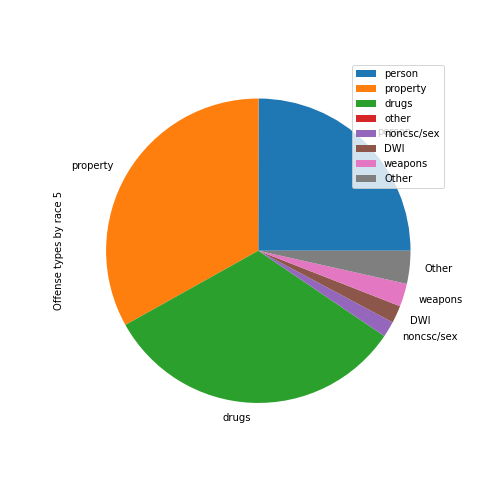 person
property
drugs
other
noncsc/sex
DWI
weapons
Other
property
Offense types by race 5
drugs
noncsc/sex
DWI
weapons
Other